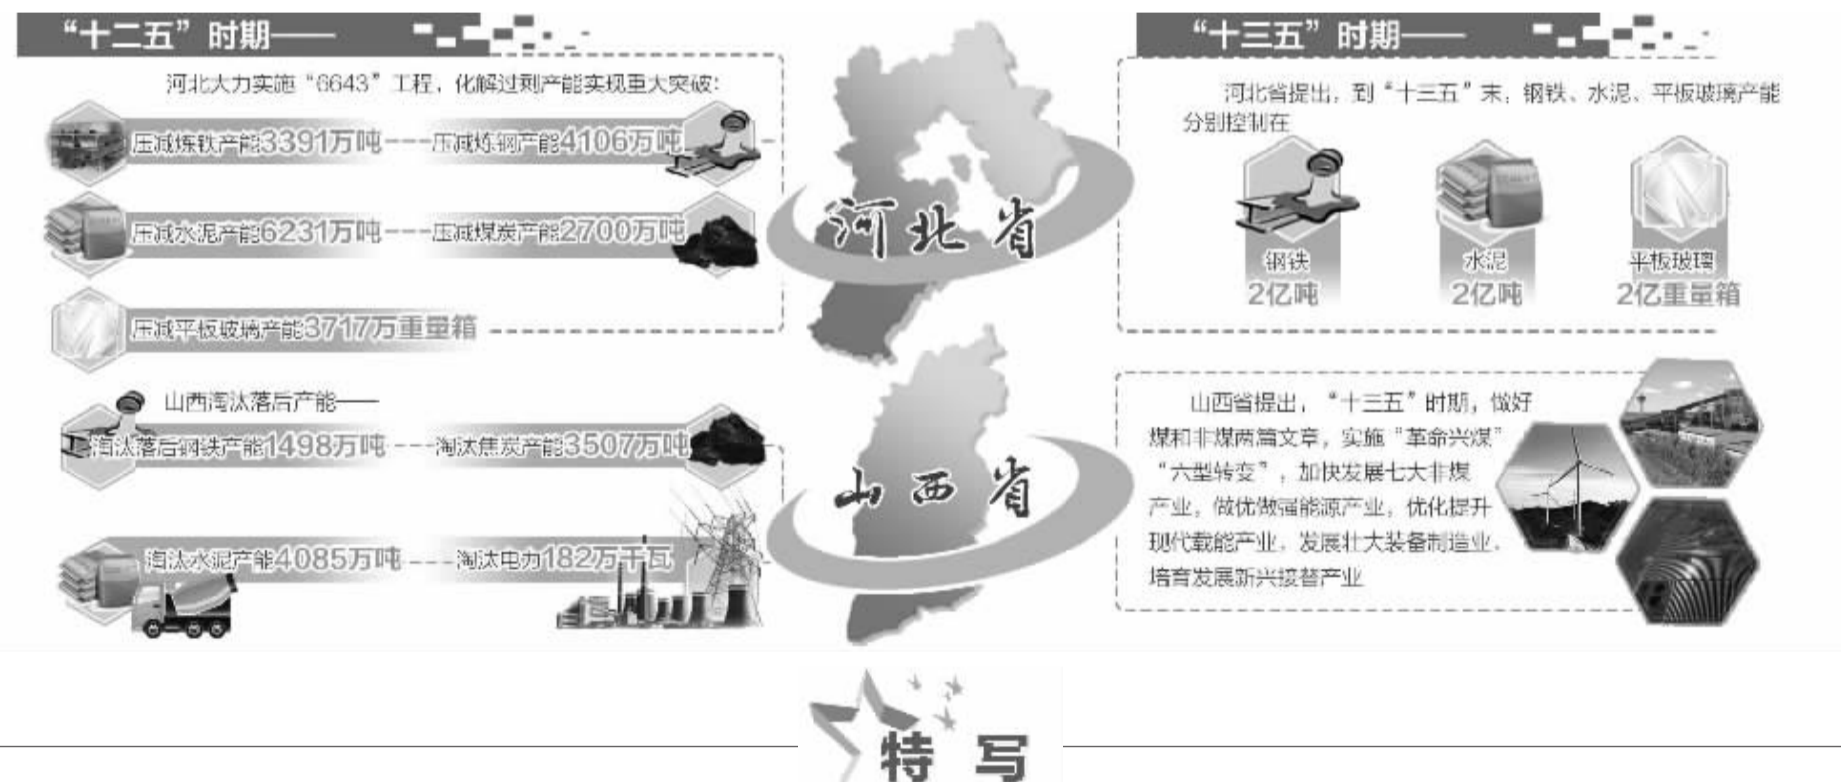 “十二五”时期——
河北大力实施“6643”工程，化解过剩产能实现重大突破：
压减炼铁产能3391万吨
压减炼钢产能4106万吨
压减水泥产能6231万吨
压减煤炭产能2700万吨
压减平板玻璃产能3717万重量箱
山西淘汰落后产能——
淘汰落后钢铁产能1498万吨
淘汰焦炭产能3507万吨
淘汰水泥产能4085万吨
淘汰电力182万千瓦
河北省
山西省
“十三五”时期——
河北省提出，到“十三五”末，钢铁、水泥、平板玻璃产能
分别控制在
钢铁
2亿吨
水泥
2亿吨
平板玻璃
2亿重量箱
山西省提出，“十三五”时期，做好
煤和非煤两篇文章，实施“革命兴煤”
“六型转变”，加快发展七大非煤
产业，做优做强能源产业，优化提升
现代载能产业，发展壮大装备制造业，
培育发展新兴接替产业
特写